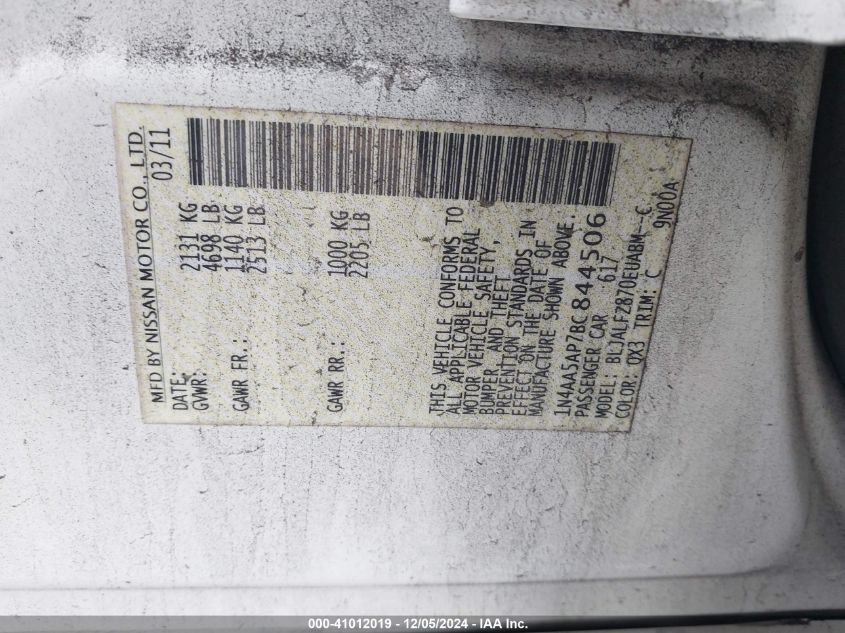 MFD BY NISSAN MOTOR CO., LTD.
DATE: 03/11
GVWR: 2131 KG
4698 LB
GAWR FR.: 1140 KG
2513 LB
GAWR RR.: 1000 KG
2205 LB
THIS VEHICLE CONFORMS TO
ALL APPLICABLE FEDERAL
MOTOR VEHICLE SAFETY,
BUMPER, AND THEFT
PREVENTION STANDARDS IN
EFFECT ON THE DATE OF
MANUFACTURE SHOWN ABOVE.
1N4AA5AP7BC844506
PASSENGER CAR 617
MODEL: BLJALFZ870EUABM--C
COLOR: QX3 TRIM: C 9N00A
000-41012019 - 12/05/2024 - IAA Inc.